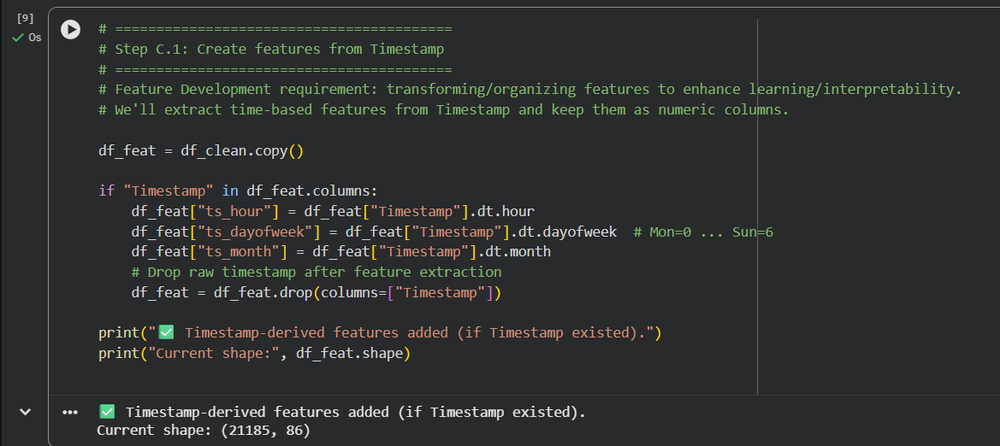 [9]
0s
# =========================================
# Step C.1: Create features from Timestamp
# =========================================
# Feature Development requirement: transforming/organizing features to enhance learning/interpretability.
# We'll extract time-based features from Timestamp and keep them as numeric columns.
df_feat = df_clean.copy()
if "Timestamp" in df_feat.columns:
    df_feat["ts_hour"] = df_feat["Timestamp"].dt.hour
    df_feat["ts_dayofweek"] = df_feat["Timestamp"].dt.dayofweek  # Mon=0 ... Sun=6
    df_feat["ts_month"] = df_feat["Timestamp"].dt.month
    # Drop raw timestamp after feature extraction
    df_feat = df_feat.drop(columns=["Timestamp"])
print("✅ Timestamp-derived features added (if Timestamp existed).")
print("Current shape:", df_feat.shape)
✅ Timestamp-derived features added (if Timestamp existed).
Current shape: (21185, 86)